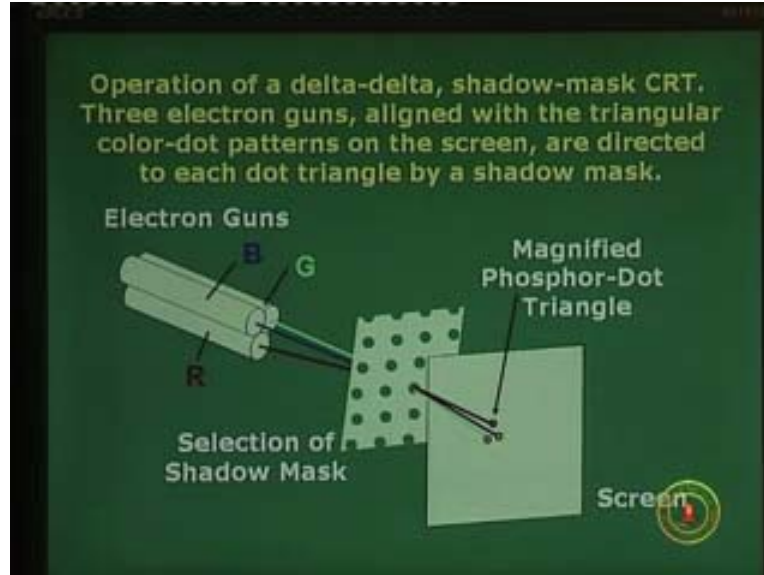 Operation of a delta-delta, shadow-mask CRT.
Three electron guns, aligned with the triangular
color-dot patterns on the screen, are directed
to each dot triangle by a shadow mask.
Electron Guns
B
G
R
Magnified
Phosphor-Dot
Triangle
Selection of
Shadow Mask
Screen